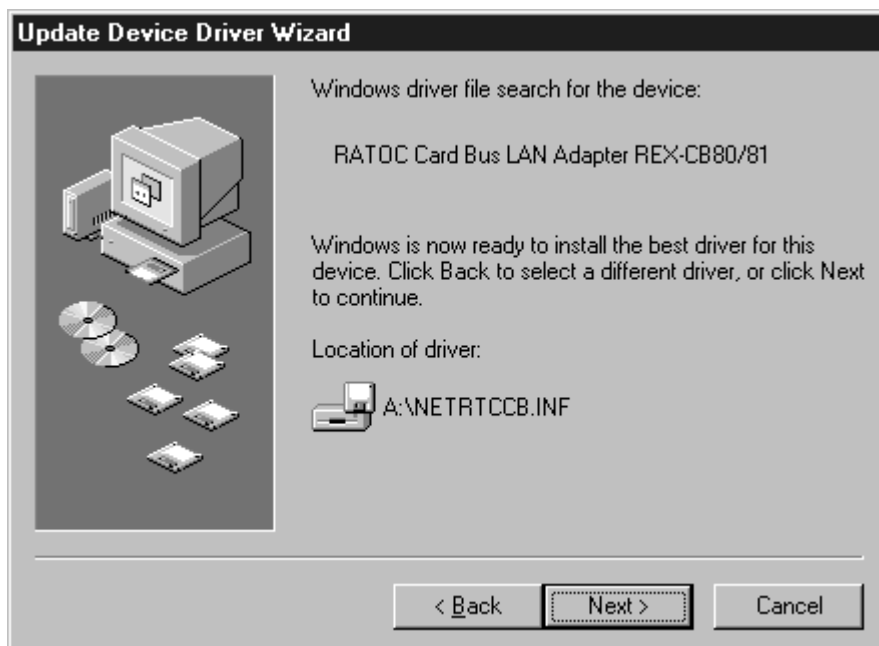 Update Device Driver Wizard
Windows driver file search for the device:
RATOC Card Bus LAN Adapter REX-CB80/81
Windows is now ready to install the best driver for this
device. Click Back to select a different driver, or click Next
to continue.
Location of driver:
A:\NETRTCCB.INF
< Back
Next >
Cancel